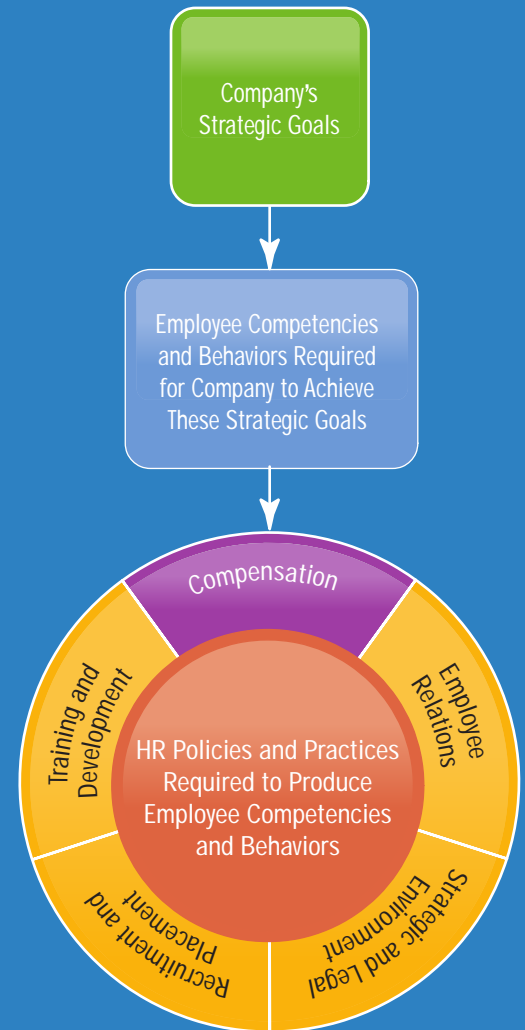 Company's
Strategic Goals
Employee Competencies
and Behaviors Required
for Company to Achieve
These Strategic Goals
Compensation
Employee
Relations
Strategic and Legal
Environment
Recruitment and
Placement
Training and
Development
HR Policies and Practices
Required to Produce
Employee Competencies
and Behaviors